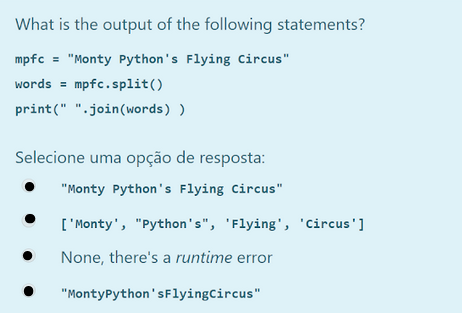 What is the output of the following statements?
mpfc = "Monty Python's Flying Circus"
words = mpfc.split()
print(" ".join(words) )
Selecione uma opção de resposta:
"Monty Python's Flying Circus"
['Monty', "Python's", 'Flying', 'Circus']
None, there's a runtime error
"MontyPython'sFlyingCircus"